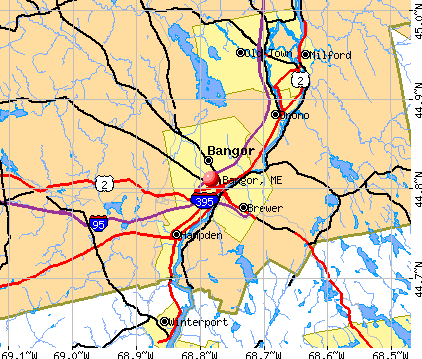 Old Town
Milford
2
Orono
Bangor
Bangor, ME
2
395
Brewer
95
Hampden
Winterport
45.0°N
44.9°N
44.8°N
44.7°N
69.1°W 69.0°W 68.9°W 68.8°W 68.7°W 68.6°W 68.5°W